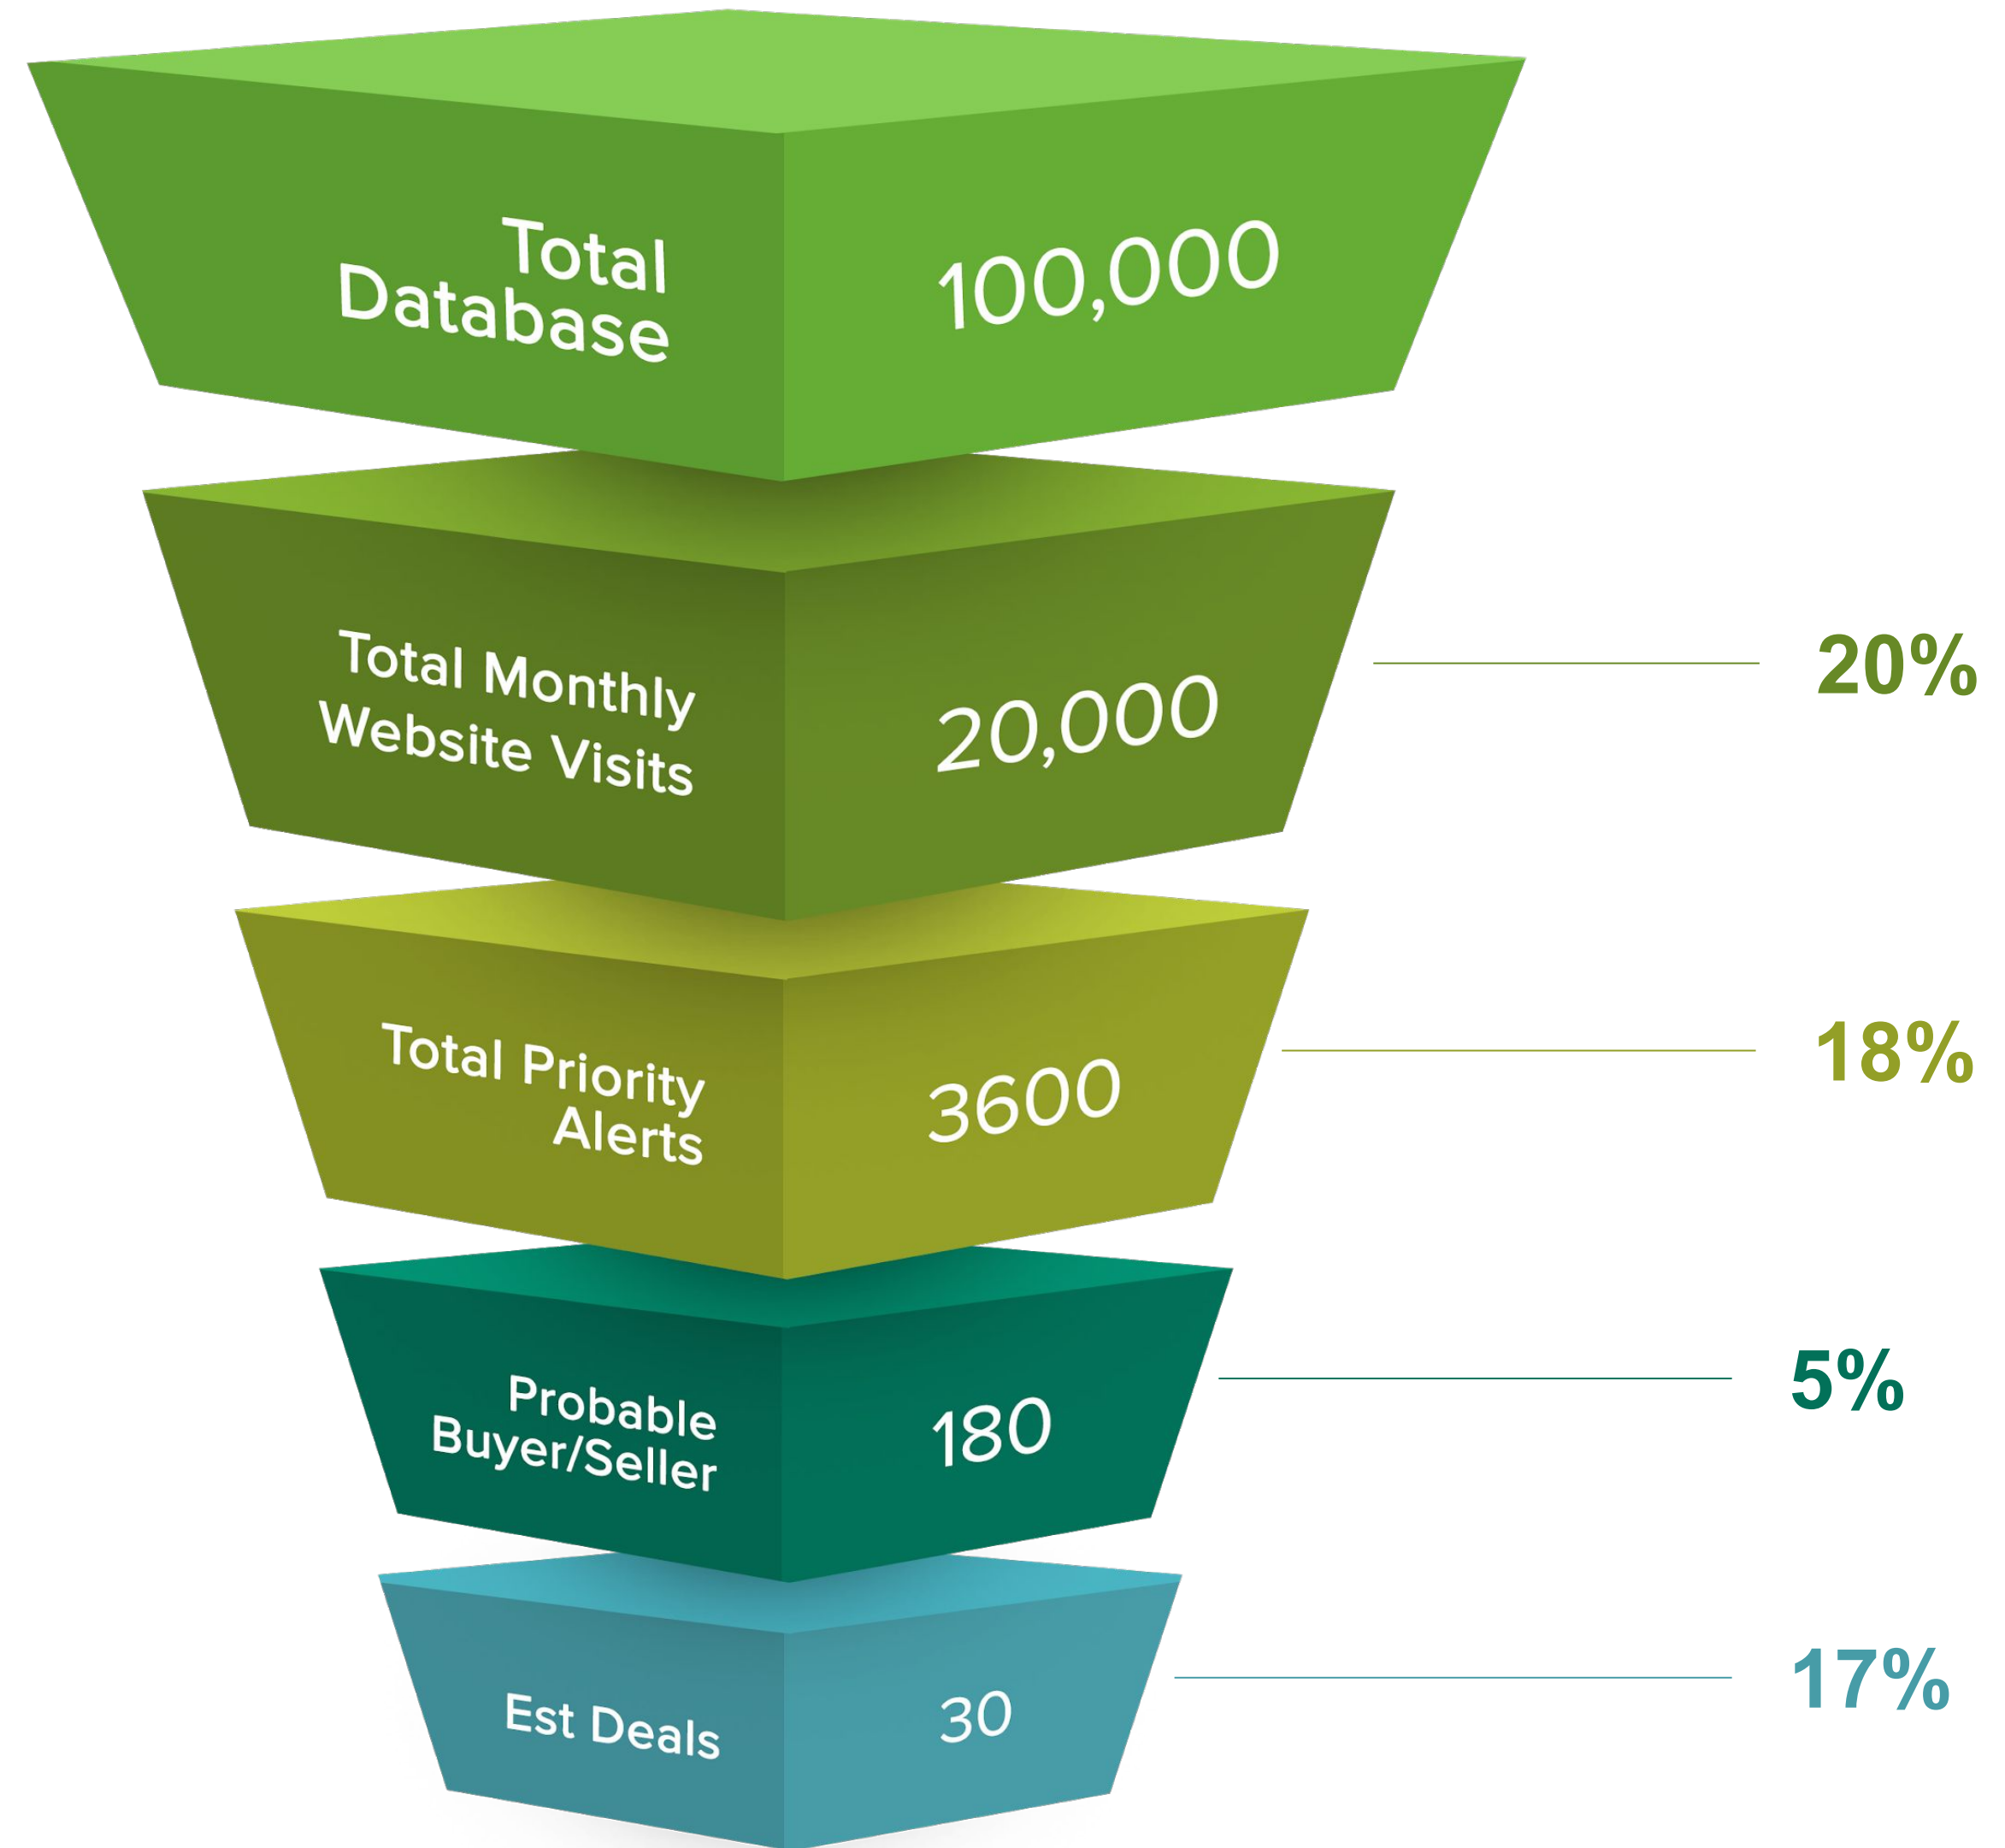 Total
Database
100,000
Total Monthly
Website Visits
20,000
20%
Total Priority
Alerts
3600
18%
Probable
Buyer/Seller
180
5%
Est Deals
30
17%